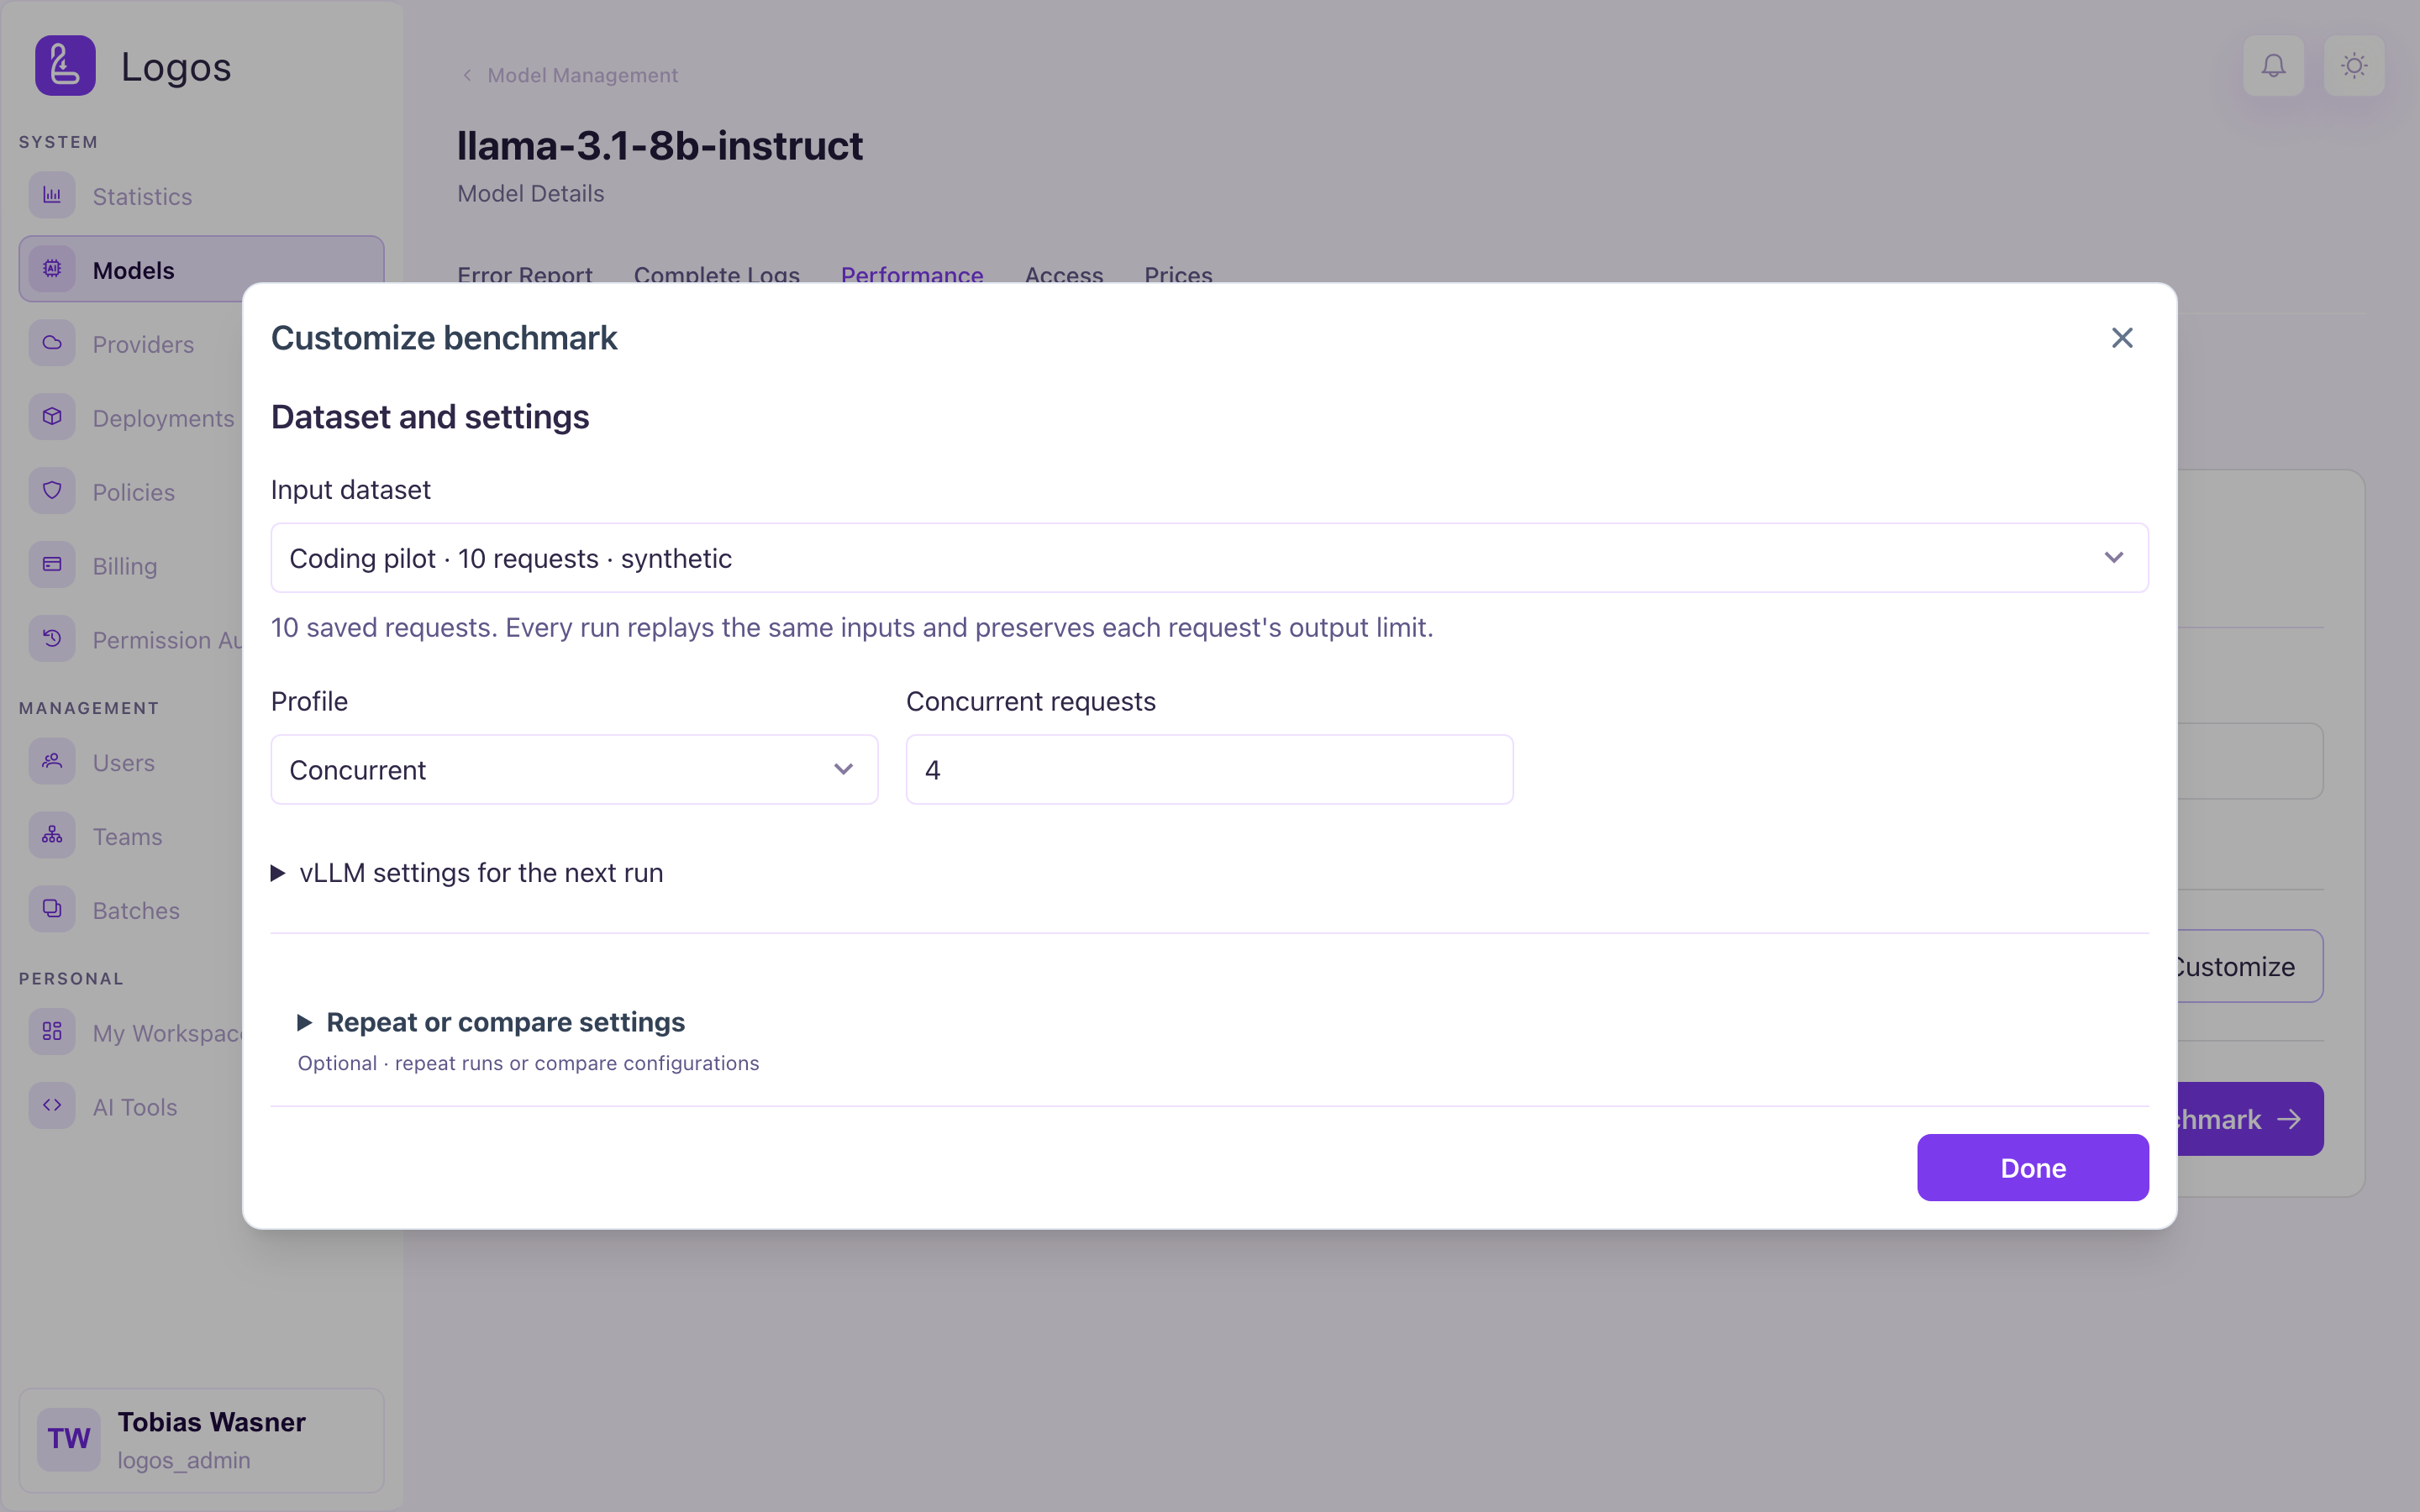 Logos
SYSTEM
Statistics
Models
Providers
Deployments
Policies
Billing
Permission
MANAGEMENT
Users
Teams
Batches
PERSONAL
My
AI Tools
TW
Tobias Wasner
logos_admin
Model Management
llama-3.1-8b-instruct
Model Details
Error Report Complete Logs Performance Access Prices
Customize benchmark
Dataset and settings
Input dataset
Coding pilot · 10 requests · synthetic
10 saved requests. Every run replays the same inputs and preserves each request's output limit.
Profile Concurrent requests
Concurrent 4
vLLM settings for the next run
Repeat or compare settings
Optional · repeat runs or compare configurations
Done
Customize